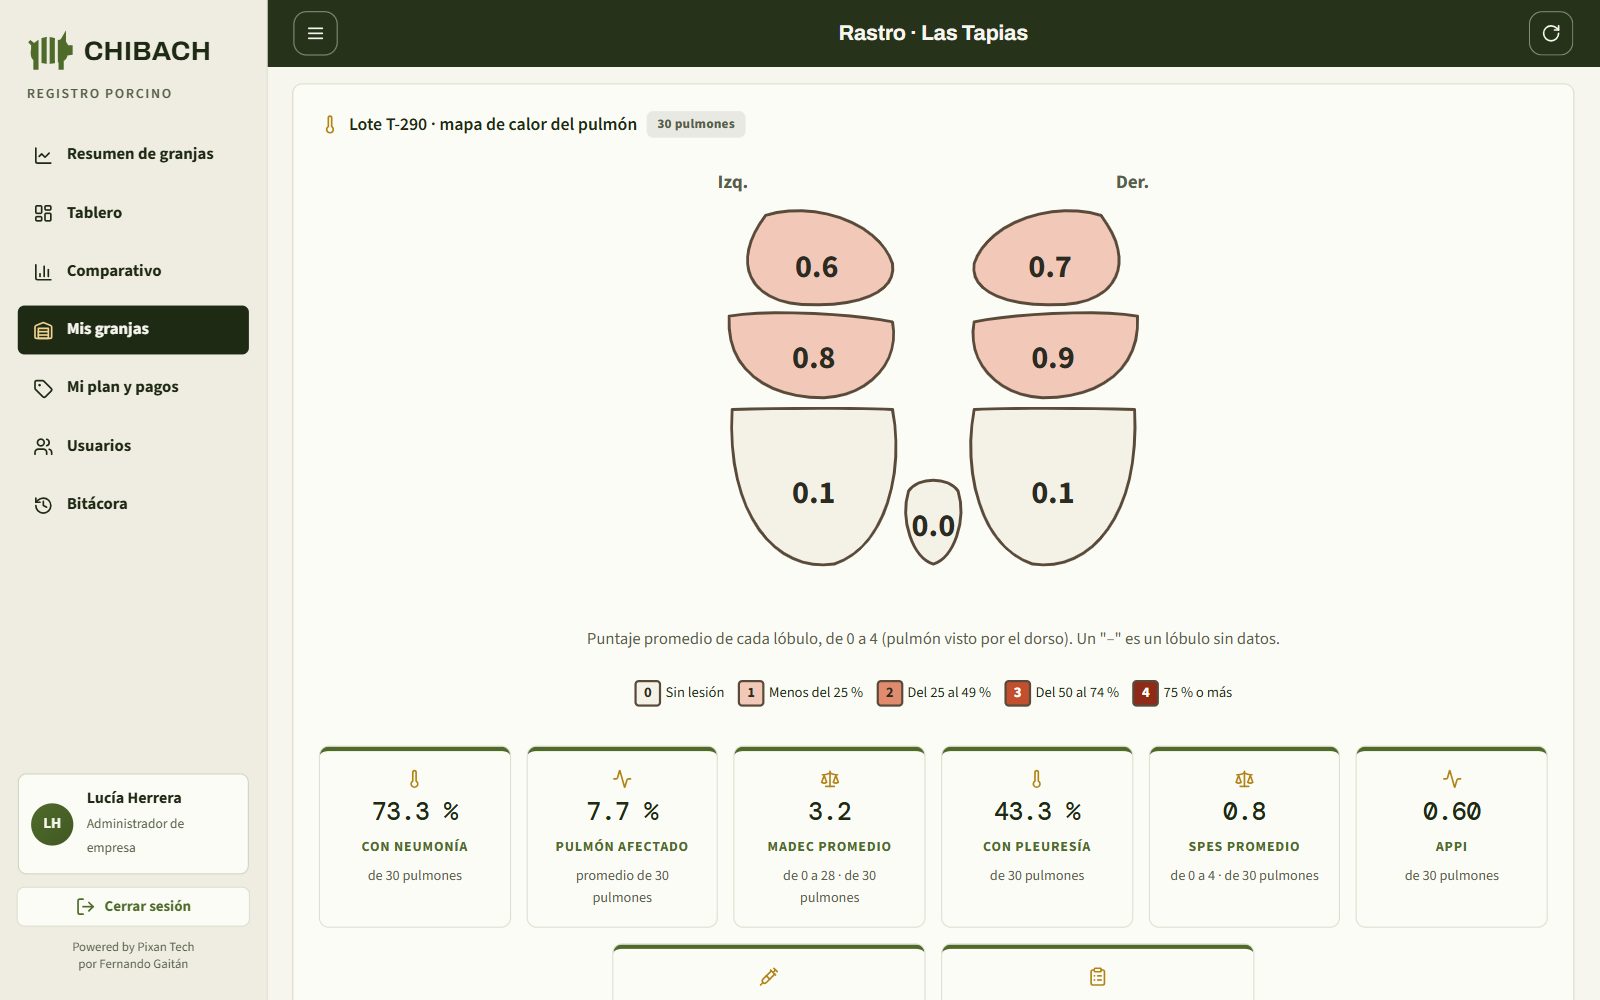 CHIBACH
REGISTRO PORCINO
Resumen de granjas
Tablero
Comparativo
Mis granjas
Mi plan y pagos
Usuarios
Bitácora
LH
Lucía Herrera
Administrador de
empresa
Cerrar sesión
Powered by Pixan Tech
por Fernando Gaitán
Rastro · Las Tapias
Lote T-290 · mapa de calor del pulmón
30 pulmones
Izq.
Der.
0.6
0.7
0.8
0.9
0.1
0.1
0.0
Puntaje promedio de cada lóbulo, de 0 a 4 (pulmón visto por el dorso). Un "–" es un lóbulo sin datos.
0 Sin lesión
1 Menos del 25 %
2 Del 25 al 49 %
3 Del 50 al 74 %
4 75 % o más
73.3 %
CON NEUMONÍA
de 30 pulmones
7.7 %
PULMÓN AFECTADO
promedio de 30
pulmones
3.2
MADEC PROMEDIO
de 0 a 28 · de 30
pulmones
43.3 %
CON PLEURESÍA
de 30 pulmones
0.8
SPES PROMEDIO
de 0 a 4 · de 30 pulmones
0.60
APPI
de 30 pulmones